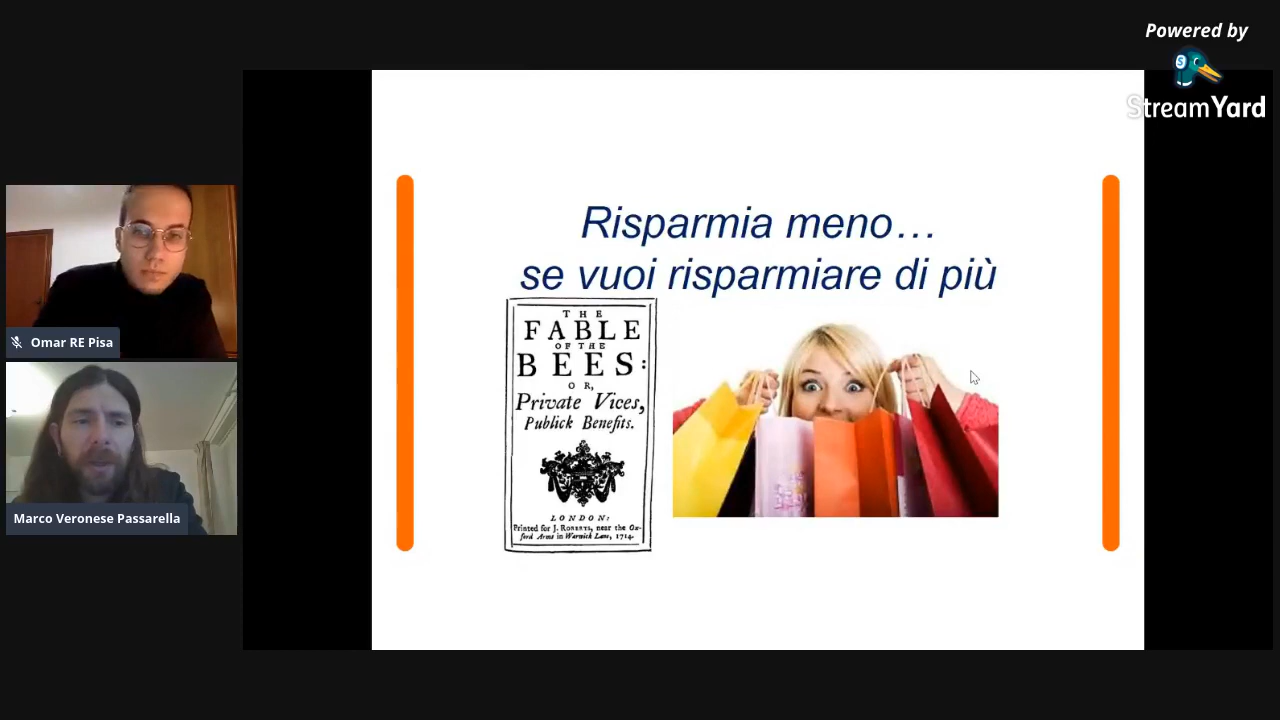 Powered by
StreamYard
Risparmia meno…
se vuoi risparmiare di più
THE
FABLE
OF THE
BEES:
OR,
Private Vices,
Publick Benefits.
LONDON:
Printed for J. ROBERTS, near the Ox-
ford Arms in Warwick Lane, 1714.
Omar RE Pisa
Marco Veronese Passarella